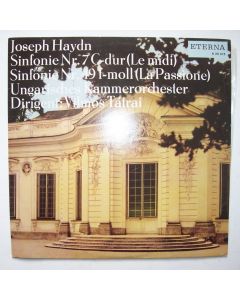 Joseph Haydn
ETERNA
Sinfonie Nr. 7 C-dur (Le midi)
Sinfonie Nr. 49 f-moll (La Passione)
Ungarisches Kammerorchester
Dirigent: Vilmos Tátrai